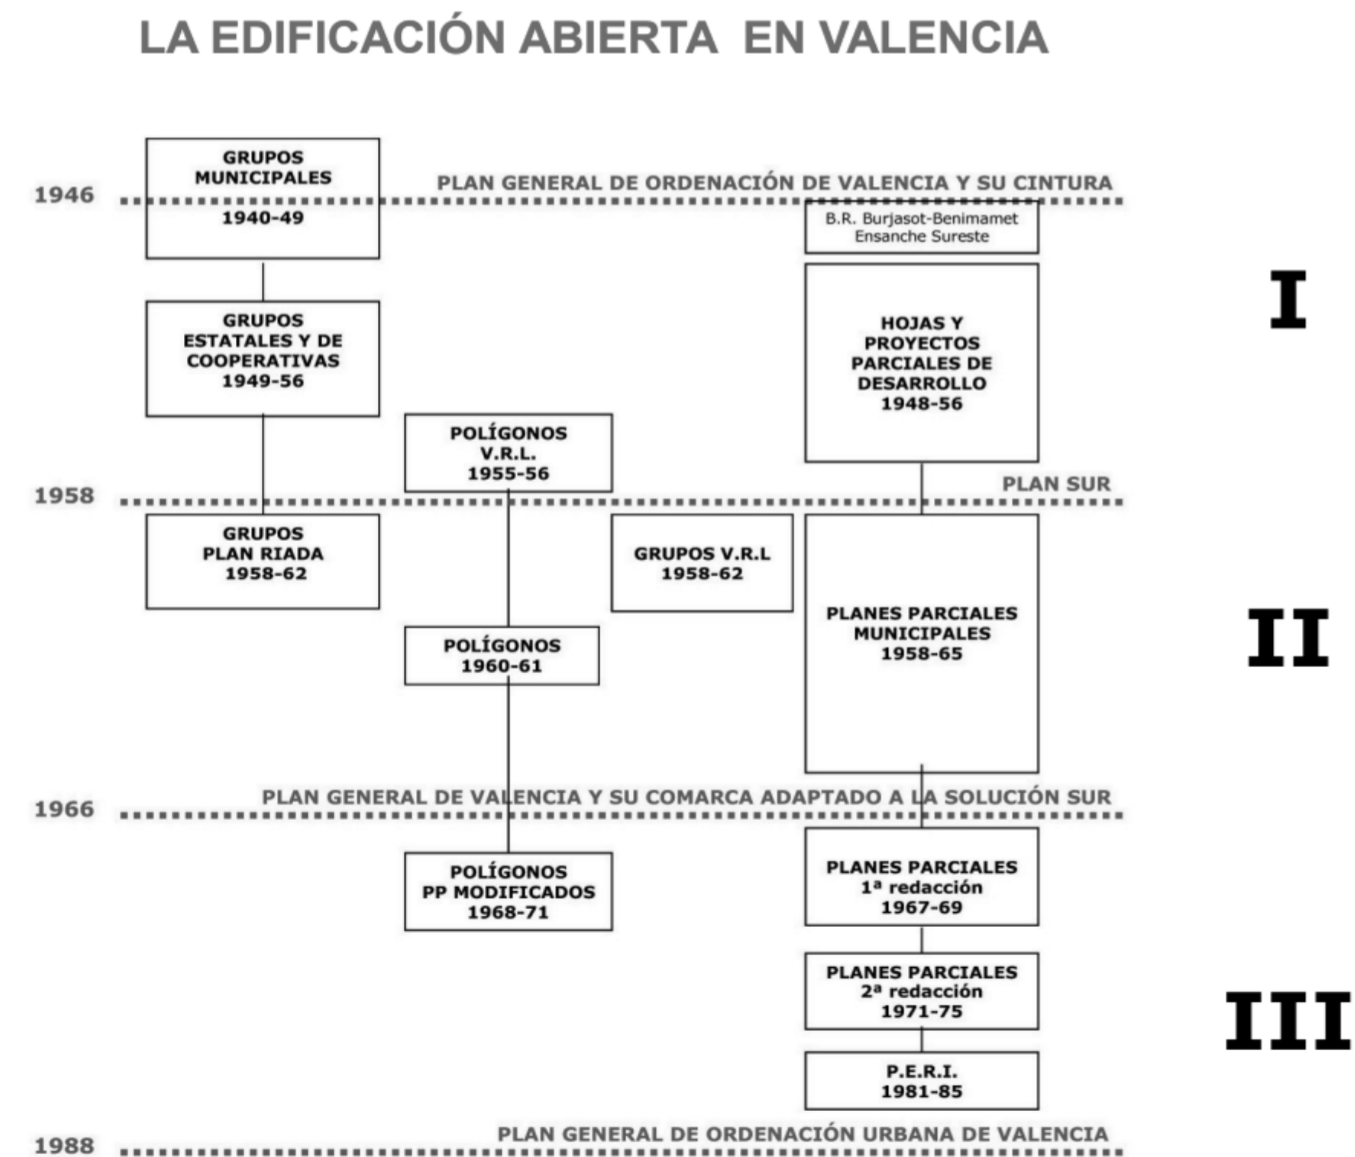 LA EDIFICACIÓN ABIERTA EN VALENCIA
GRUPOS
MUNICIPALES
1940-49
1946
PLAN GENERAL DE ORDENACIÓN DE VALENCIA Y SU CINTURA
B.R. Burjasot-Benimamet
Ensanche Sureste
GRUPOS
ESTATALES Y DE
COOPERATIVAS
1949-56
HOJAS Y
PROYECTOS
PARCIALES DE
DESARROLLO
1948-56
I
POLÍGONOS
V.R.L.
1955-56
1958
PLAN SUR
GRUPOS
PLAN RIADA
1958-62
GRUPOS V.R.L
1958-62
POLÍGONOS
1960-61
PLANES PARCIALES
MUNICIPALES
1958-65
II
1966
PLAN GENERAL DE VALENCIA Y SU COMARCA ADAPTADO A LA SOLUCIÓN SUR
POLÍGONOS
PP MODIFICADOS
1968-71
PLANES PARCIALES
1ª redacción
1967-69
PLANES PARCIALES
2ª redacción
1971-75
III
P.E.R.I.
1981-85
1988
PLAN GENERAL DE ORDENACIÓN URBANA DE VALENCIA